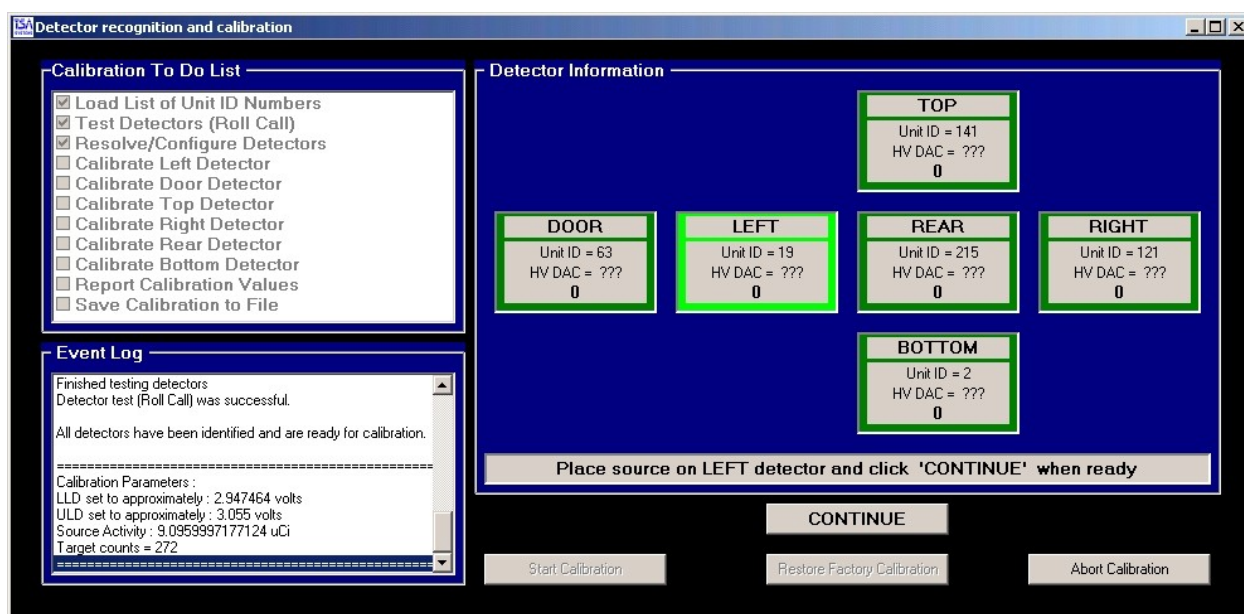 TSA
SYSTEMS
Detector recognition and calibration
Calibration To Do List
Load List of Unit ID Numbers
Test Detectors (Roll Call)
Resolve/Configure Detectors
Calibrate Left Detector
Calibrate Door Detector
Calibrate Top Detector
Calibrate Right Detector
Calibrate Rear Detector
Calibrate Bottom Detector
Report Calibration Values
Save Calibration to File
Event Log
Finished testing detectors
Detector test (Roll Call) was successful.
All detectors have been identified and are ready for calibration.
==================================================
Calibration Parameters :
LLD set to approximately : 2.947464 volts
ULD set to approximately : 3.055 volts
Source Activity : 9.0959997177124 uCi
Target counts = 272
==================================================
Detector Information
TOP
Unit ID = 141
HV DAC = ???
0
DOOR
Unit ID = 63
HV DAC = ???
0
LEFT
Unit ID = 19
HV DAC = ???
0
REAR
Unit ID = 215
HV DAC = ???
0
RIGHT
Unit ID = 121
HV DAC = ???
0
BOTTOM
Unit ID = 2
HV DAC = ???
0
Place source on LEFT detector and click 'CONTINUE' when ready
CONTINUE
Start Calibration
Restore Factory Calibration
Abort Calibration